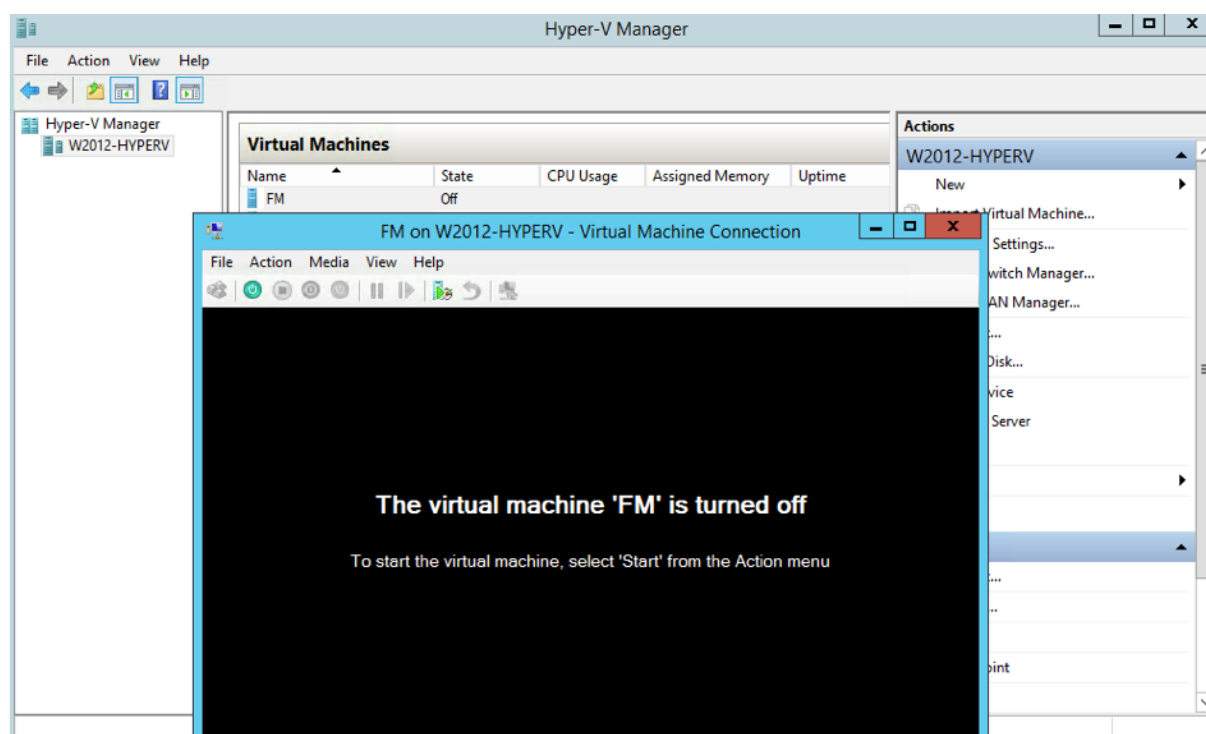 Hyper-V Manager
File Action View Help
Hyper-V Manager
W2012-HYPERV
Virtual Machines
Name State CPU Usage Assigned Memory Uptime
FM Off
Actions
W2012-HYPERV
New
Import Virtual Machine...
Settings...
witch Manager...
AN Manager...
Disk...
vice
Server
oint
FM on W2012-HYPERV - Virtual Machine Connection
File Action Media View Help
The virtual machine 'FM' is turned off
To start the virtual machine, select 'Start' from the Action menu